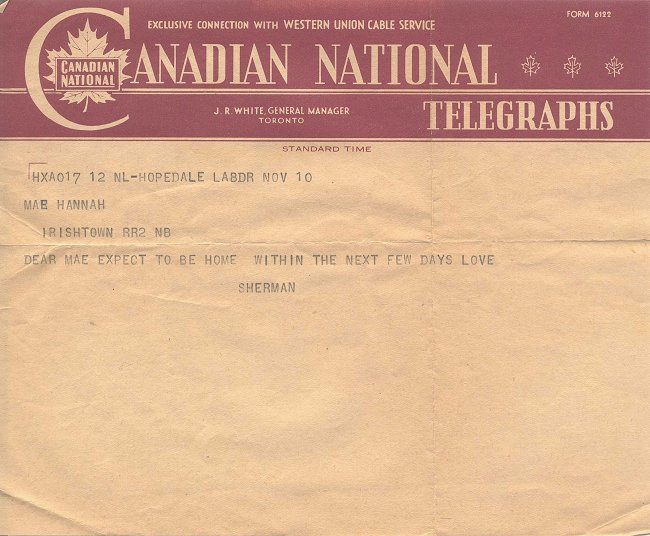 FORM 6122
EXCLUSIVE CONNECTION WITH WESTERN UNION CABLE SERVICE
CANADIAN NATIONAL
CANADIAN NATIONAL
J. R. WHITE, GENERAL MANAGER
TORONTO
TELEGRAPHS
STANDARD TIME
HXA017 12 NL-HOPEDALE LABDR NOV 10
MAE HANNAH
IRISHTOWN RR2 NB
DEAR MAE EXPECT TO BE HOME WITHIN THE NEXT FEW DAYS LOVE
SHERMAN